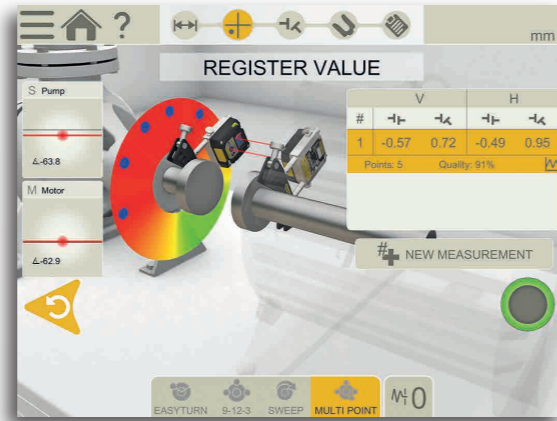 ?
mm
REGISTER VALUE
S Pump
∠-63.8
M Motor
∠-62.9
V H
#
1 -0.57 0.72 -0.49 0.95
Points: 5 Quality: 91%
# NEW MEASUREMENT
EASYTURN 9-12-3 SWEEP MULTI POINT
1 0